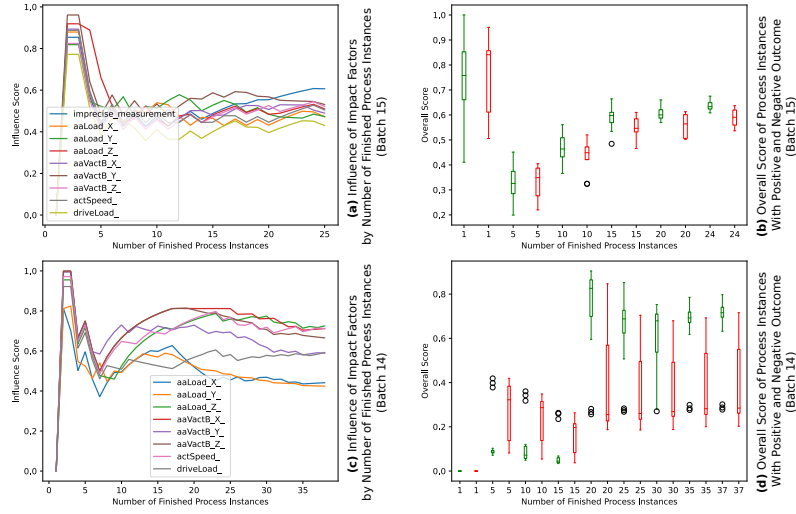 1,0
0,8
0,6
0,4
0,2
0,0
Influence Score
imprecise_measurement
aaLoad_X_
aaLoad_Y_
aaLoad_Z_
aaVactB_X_
aaVactB_Y_
aaVactB_Z_
actSpeed_
driveLoad_
0 5 10 15 20 25
Number of Finished Process Instances
(a) Influence of Impact Factors
by Number of Finished Process Instances
(Batch 15)
1,0
0,9
0,8
0,7
0,6
0,5
0,4
0,3
0,2
Overall Score
1 1 5 5 10 10 15 15 20 20 24 24
Number of Finished Process Instances
(b) Overall Score of Process Instances
With Positive and Negative Outcome
(Batch 15)
1,0
0,8
0,6
0,4
0,2
0,0
Influence Score
aaLoad_X_
aaLoad_Y_
aaLoad_Z_
aaVactB_X_
aaVactB_Y_
aaVactB_Z_
actSpeed_
driveLoad_
0 5 10 15 20 25 30 35
Number of Finished Process Instances
(c) Influence of Impact Factors
by Number of Finished Process Instances
(Batch 14)
0,8
0,6
0,4
0,2
0,0
Overall Score
1 1 5 5 10 10 15 15 20 20 25 25 30 30 35 35 37 37
Number of Finished Process Instances
(d) Overall Score of Process Instances
With Positive and Negative Outcome
(Batch 14)